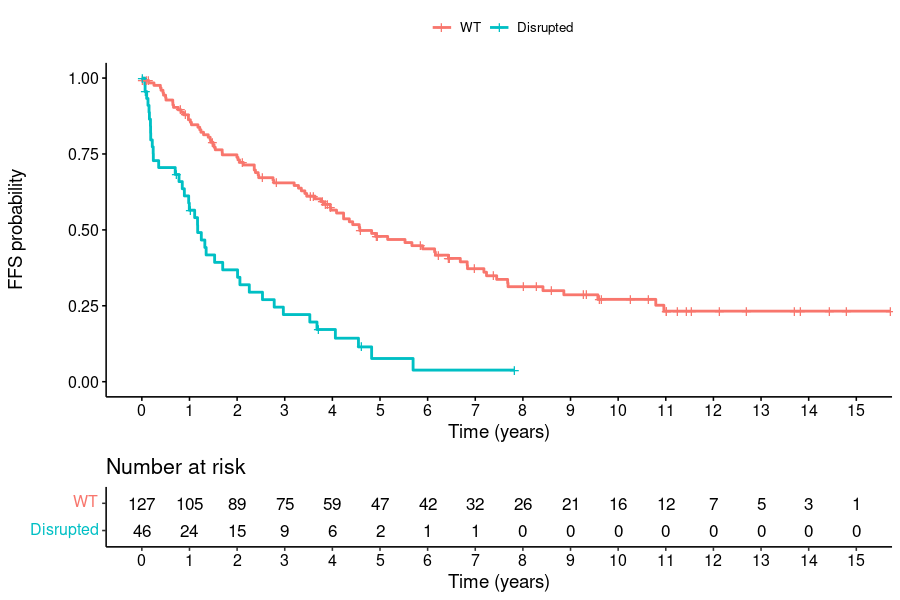 WT Disrupted
FFS probability
1.00
0.75
0.50
0.25
0.00
0 1 2 3 4 5 6 7 8 9 10 11 12 13 14 15
Time (years)
Number at risk
WT 127 105 89 75 59 47 42 32 26 21 16 12 7 5 3 1
Disrupted 46 24 15 9 6 2 1 1 0 0 0 0 0 0 0 0
0 1 2 3 4 5 6 7 8 9 10 11 12 13 14 15
Time (years)